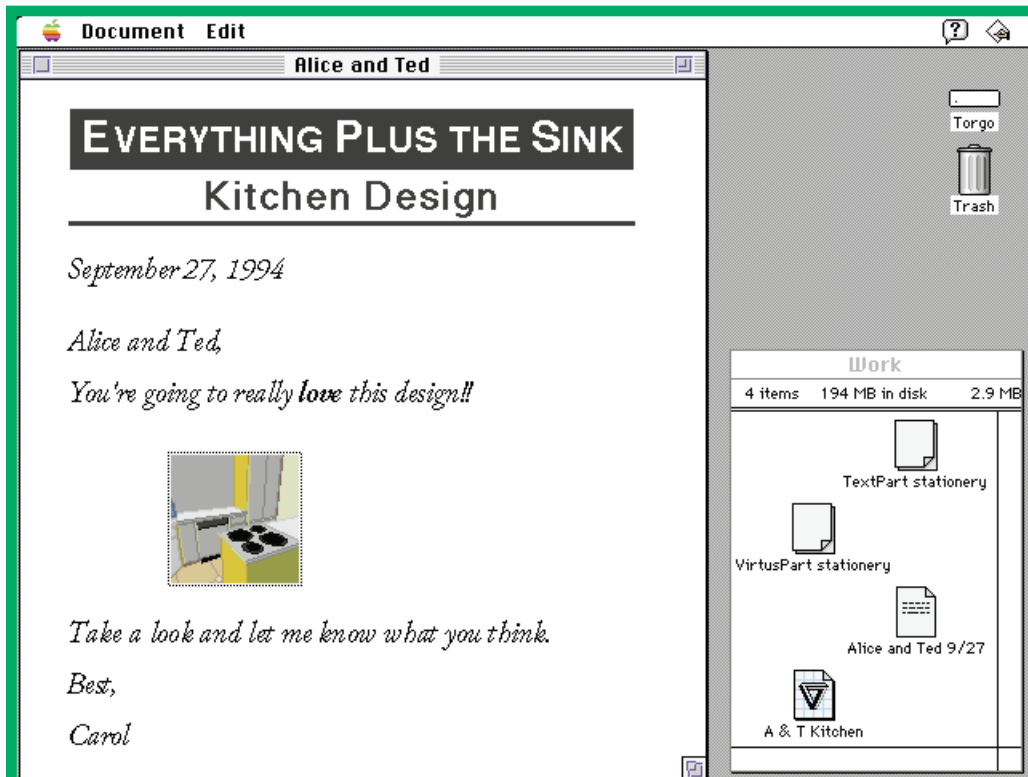 Document Edit
Alice and Ted
EVERYTHING PLUS THE SINK
Kitchen Design
September 27, 1994
Alice and Ted,
You're going to really love this design!!
Take a look and let me know what you think.
Best,
Carol
Torgo
Trash
Work
4 items 194 MB in disk 2.9 MB
TextPart stationery
VirtusPart stationery
Alice and Ted 9/27
A & T Kitchen